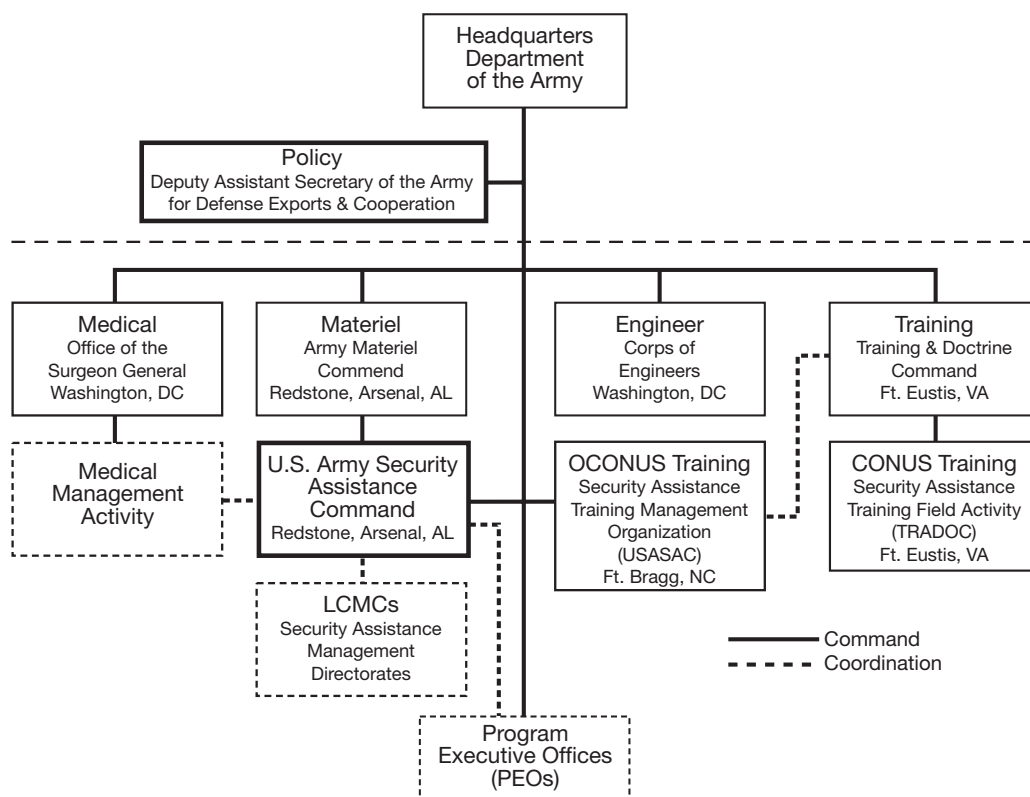 Headquarters
Department
of the Army
Policy
Deputy Assistant Secretary of the Army
for Defense Exports & Cooperation
Medical
Office of the
Surgeon General
Washington, DC
Materiel
Army Materiel
Commend
Redstone, Arsenal, AL
Engineer
Corps of
Engineers
Washington, DC
Training
Training & Doctrine
Command
Ft. Eustis, VA
Medical
Management
Activity
U.S. Army Security
Assistance
Command
Redstone, Arsenal, AL
OCONUS Training
Security Assistance
Training Management
Organization
(USASAC)
Ft. Bragg, NC
CONUS Training
Security Assistance
Training Field Activity
(TRADOC)
Ft. Eustis, VA
LCMCs
Security Assistance
Management
Directorates
Command
Coordination
Program
Executive Offices
(PEOs)